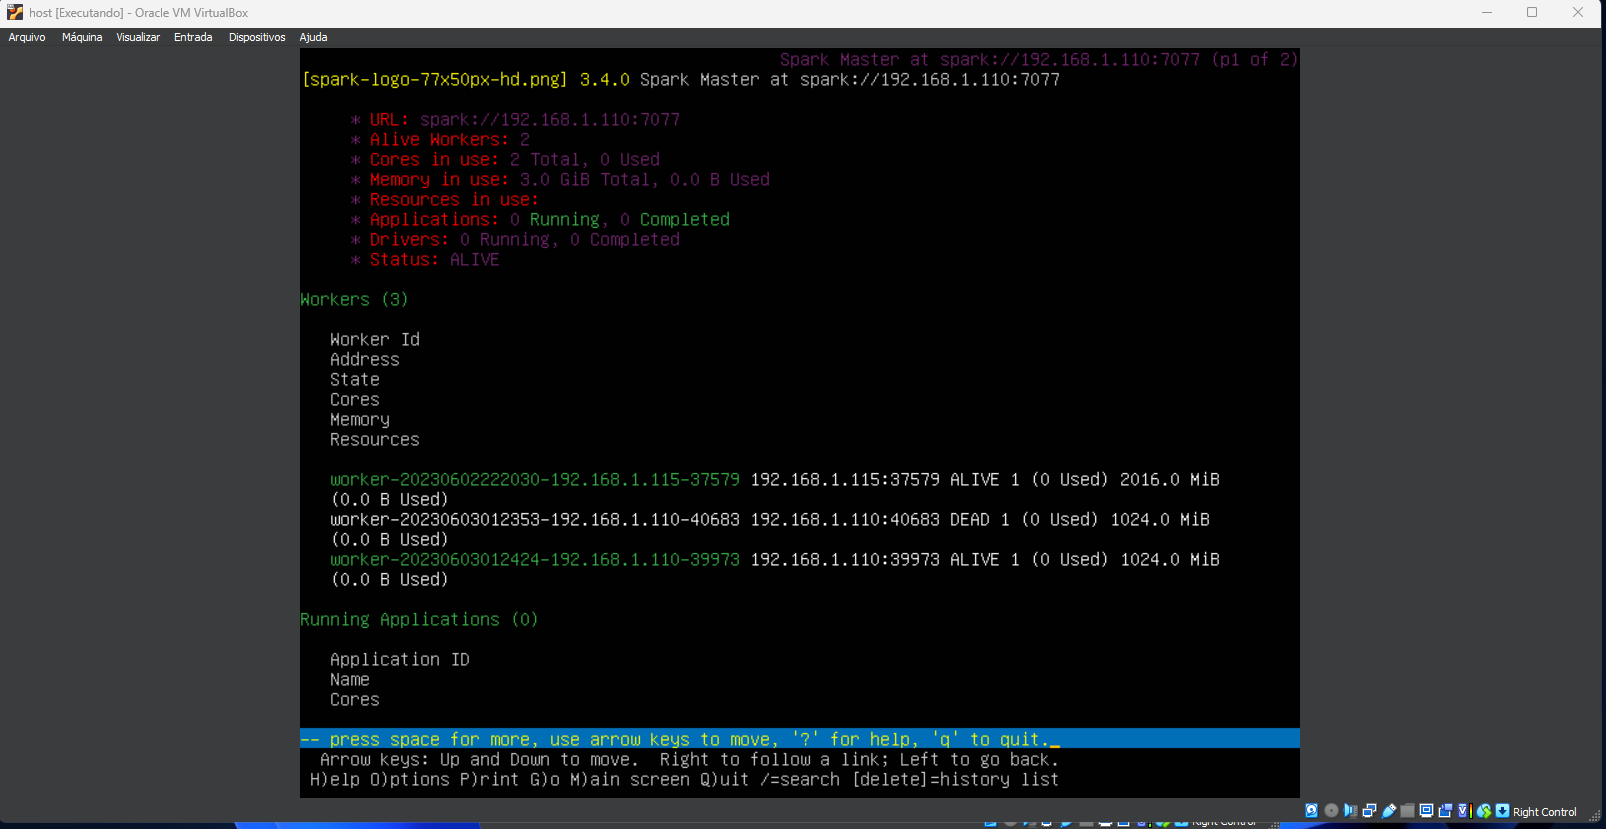 host [Executando] - Oracle VM VirtualBox
Arquivo Máquina Visualizar Entrada Dispositivos Ajuda
Spark Master at spark://192.168.1.110:7077 (p1 of 2)
[spark-logo-77x50px-hd.png] 3.4.0 Spark Master at spark://192.168.1.110:7077
* URL: spark://192.168.1.110:7077
* Alive Workers: 2
* Cores in use: 2 Total, 0 Used
* Memory in use: 3.0 GiB Total, 0.0 B Used
* Resources in use:
* Applications: 0 Running, 0 Completed
* Drivers: 0 Running, 0 Completed
* Status: ALIVE
Workers (3)
Worker Id
Address
State
Cores
Memory
Resources
worker-20230602222030-192.168.1.115-37579 192.168.1.115:37579 ALIVE 1 (0 Used) 2016.0 MiB
(0.0 B Used)
worker-20230603012353-192.168.1.110-40683 192.168.1.110:40683 DEAD 1 (0 Used) 1024.0 MiB
(0.0 B Used)
worker-20230603012424-192.168.1.110-39973 192.168.1.110:39973 ALIVE 1 (0 Used) 1024.0 MiB
(0.0 B Used)
Running Applications (0)
Application ID
Name
Cores
-- press space for more, use arrow keys to move, '?' for help, 'q' to quit._
Arrow keys: Up and Down to move. Right to follow a link; Left to go back.
H)elp O)ptions P)rint G)o M)ain screen Q)uit /=search [delete]=history list
Right Control